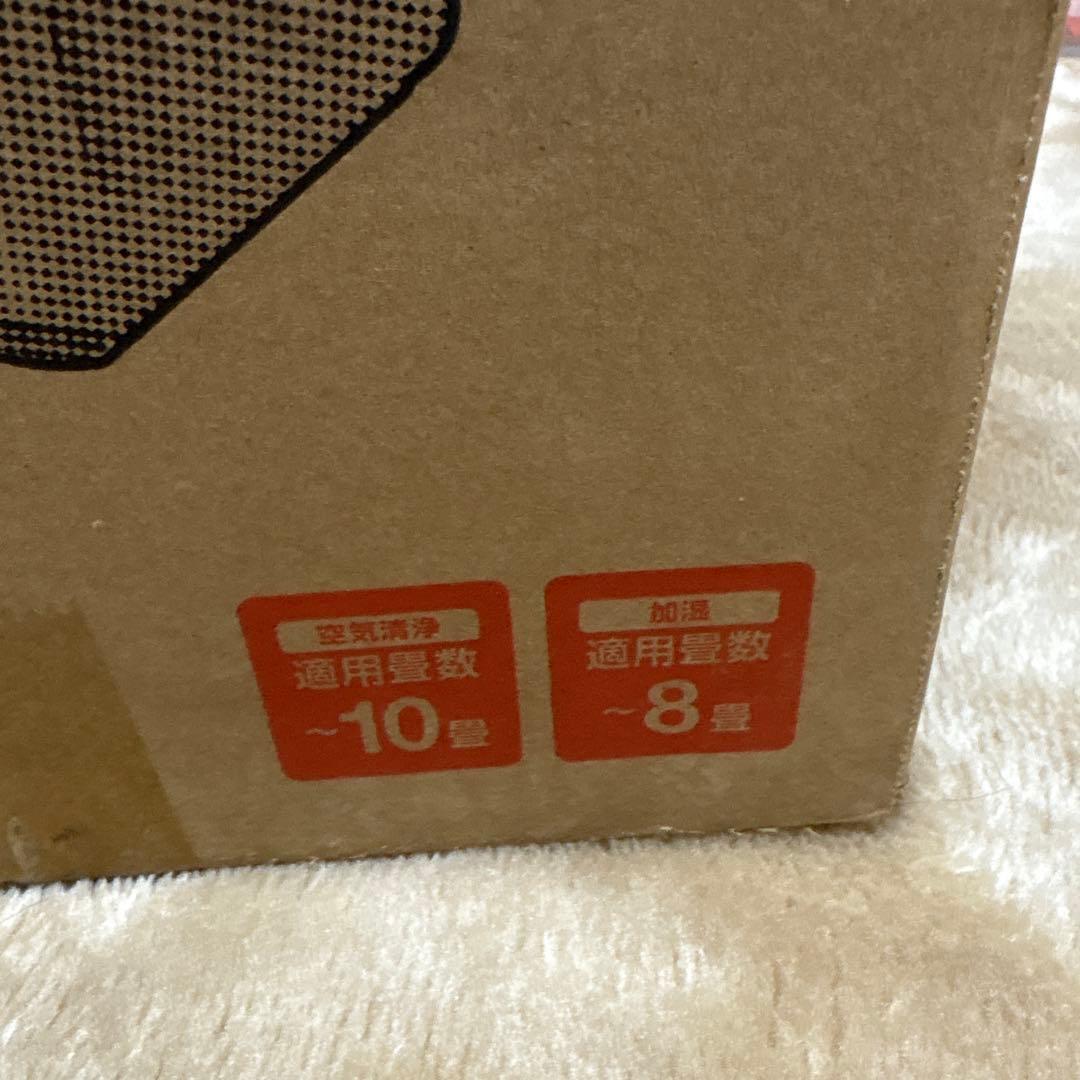 空気清浄
適用畳数
～10畳
加湿
適用畳数
～8畳